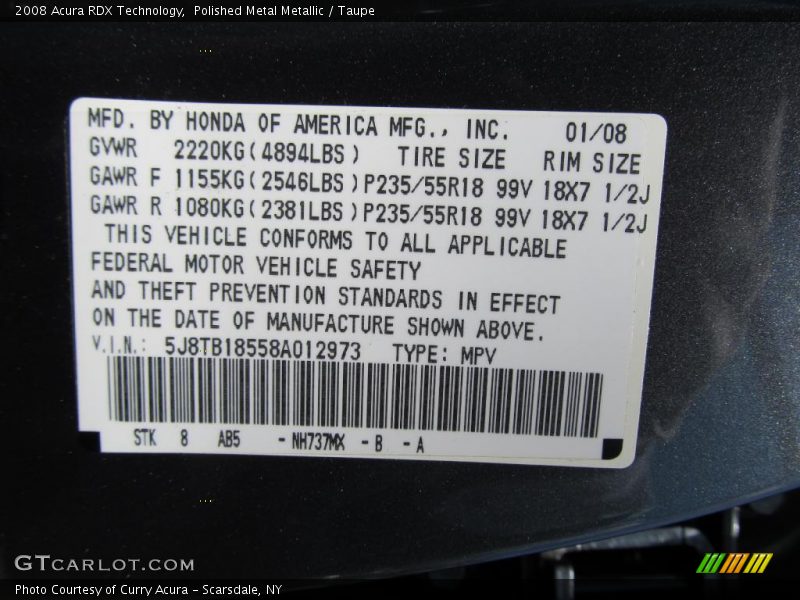 2008 Acura RDX Technology,  Polished Metal Metallic / Taupe
MFD. BY HONDA OF AMERICA MFG., INC. 01/08
GVWR 2220KG(4894LBS) TIRE SIZE RIM SIZE
GAWR F 1155KG(2546LBS)P235/55R18 99V 18X7 1/2J
GAWR R 1080KG(2381LBS)P235/55R18 99V 18X7 1/2J
THIS VEHICLE CONFORMS TO ALL APPLICABLE
FEDERAL MOTOR VEHICLE SAFETY
AND THEFT PREVENTION STANDARDS IN EFFECT
ON THE DATE OF MANUFACTURE SHOWN ABOVE.
V.I.N.: 5J8TB18558A012973 TYPE: MPV
STK 8 AB5 -NH737MX -B -A
GTCARLOT.COM
Photo Courtesy of Curry Acura – Scarsdale, NY